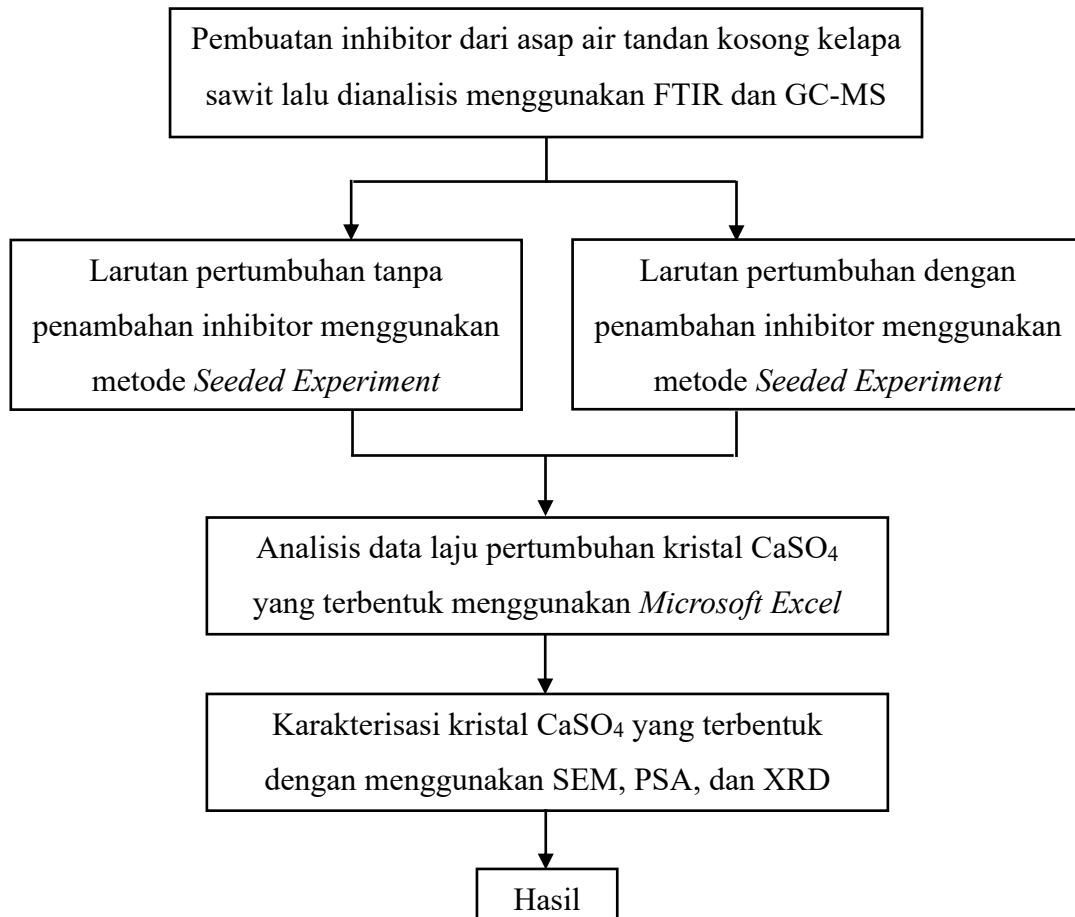 Pembuatan inhibitor dari asap air tandan kosong kelapa
sawit lalu dianalisis menggunakan FTIR dan GC-MS
Larutan pertumbuhan tanpa
penambahan inhibitor menggunakan
metode Seeded Experiment
Larutan pertumbuhan dengan
penambahan inhibitor menggunakan
metode Seeded Experiment
Analisis data laju pertumbuhan kristal CaSO₄
yang terbentuk menggunakan Microsoft Excel
Karakterisasi kristal CaSO₄ yang terbentuk
dengan menggunakan SEM, PSA, dan XRD
Hasil